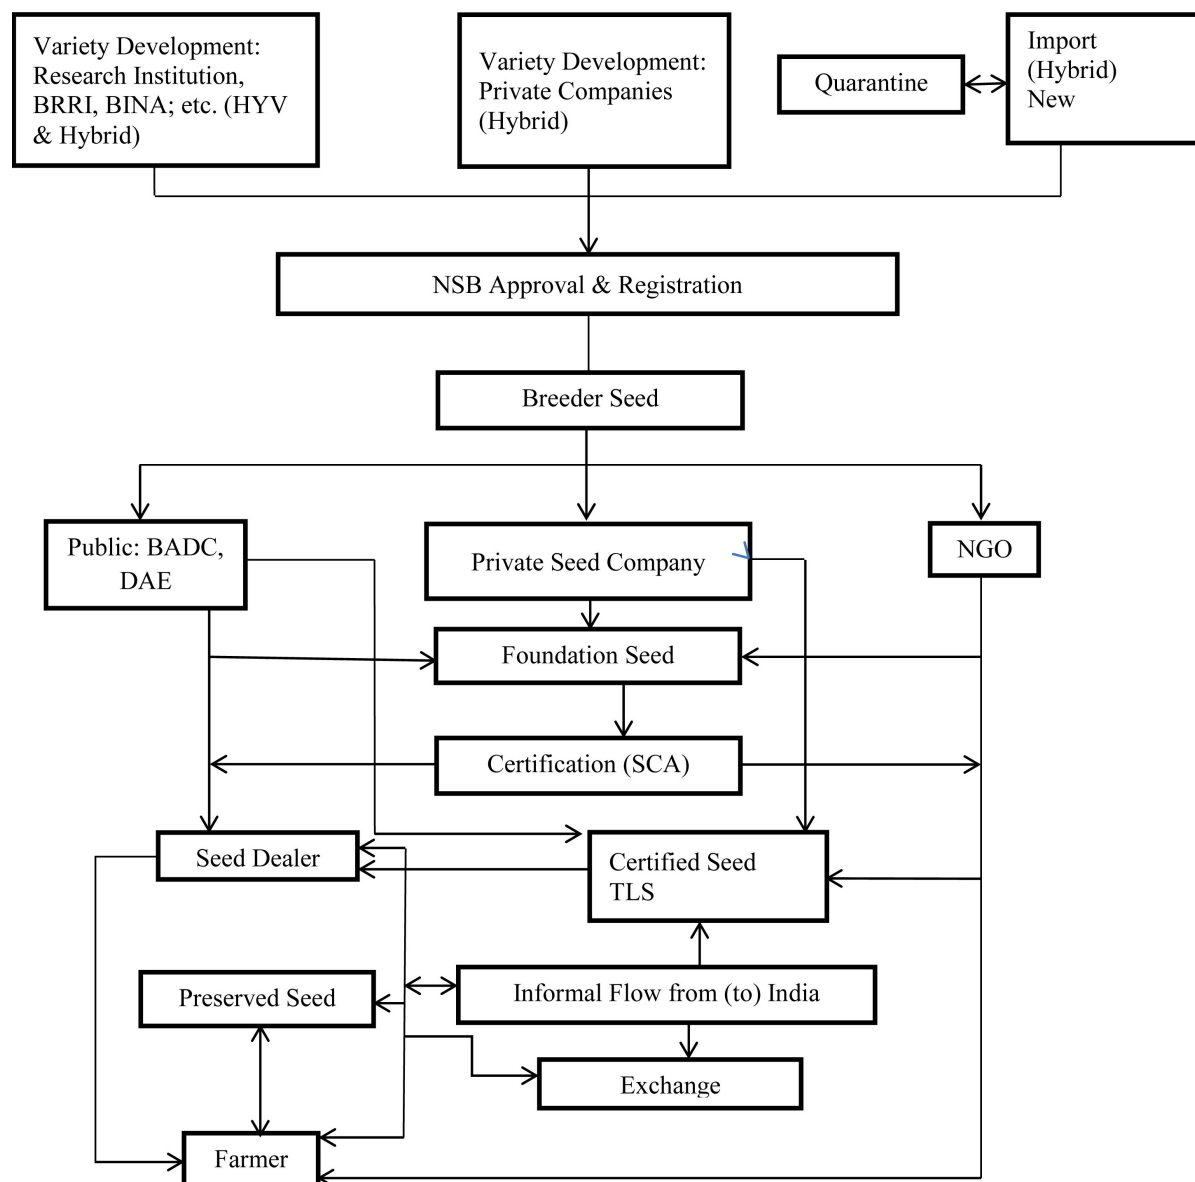 Variety Development:
Research Institution,
BRRI, BINA; etc. (HYV
& Hybrid)
Variety Development:
Private Companies
(Hybrid)
Quarantine
Import
(Hybrid)
New
NSB Approval & Registration
Breeder Seed
Public: BADC,
DAE
Private Seed Company
NGO
Foundation Seed
Certification (SCA)
Seed Dealer
Certified Seed
TLS
Preserved Seed
Informal Flow from (to) India
Exchange
Farmer